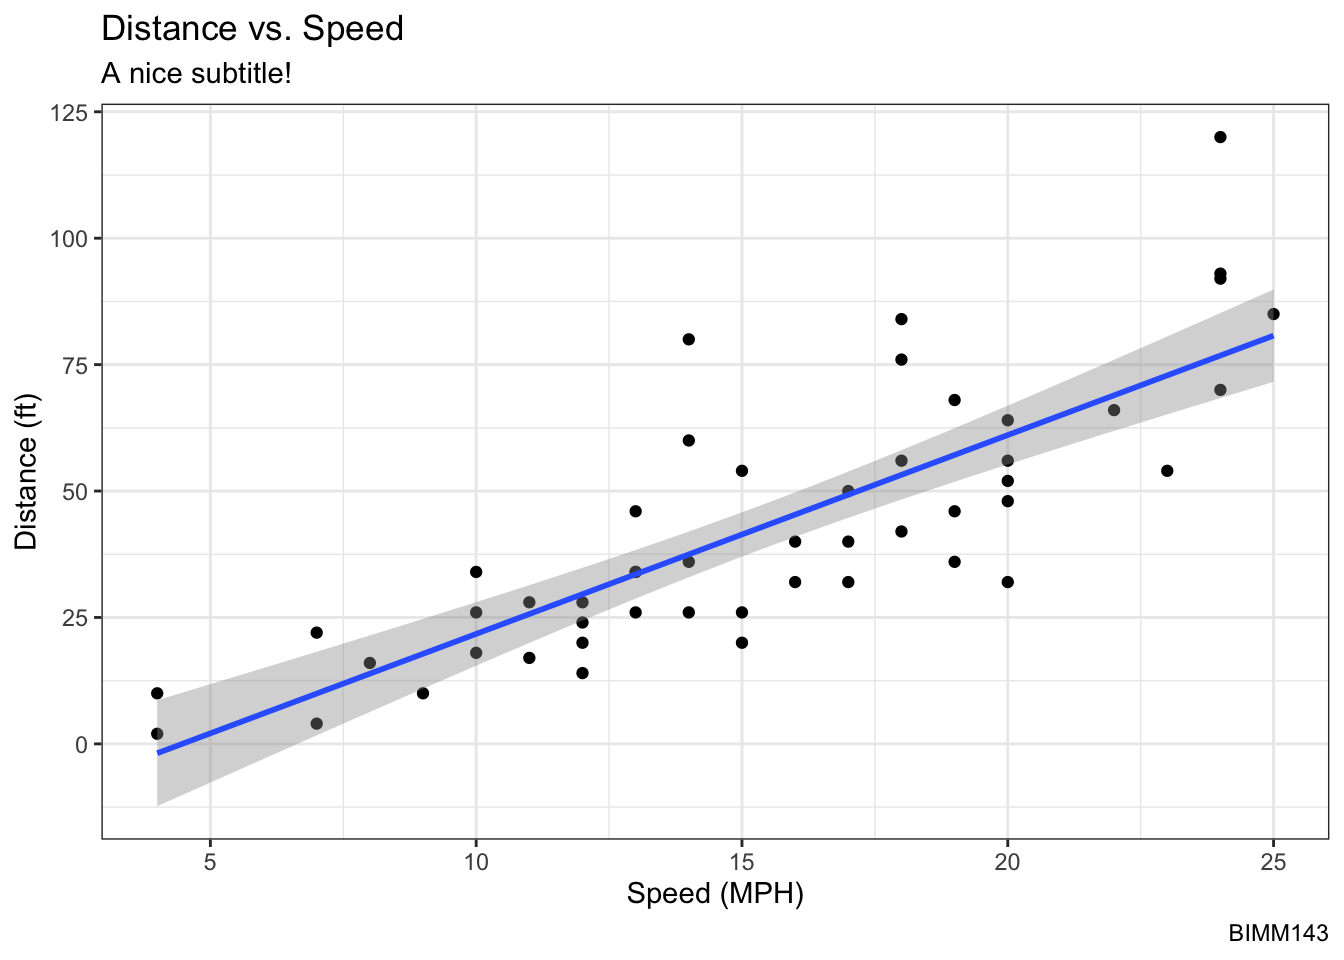 Distance vs. Speed
A nice subtitle!
125
100
75
50
25
0
Distance (ft)
5 10 15 20 25
Speed (MPH)
BIMM143